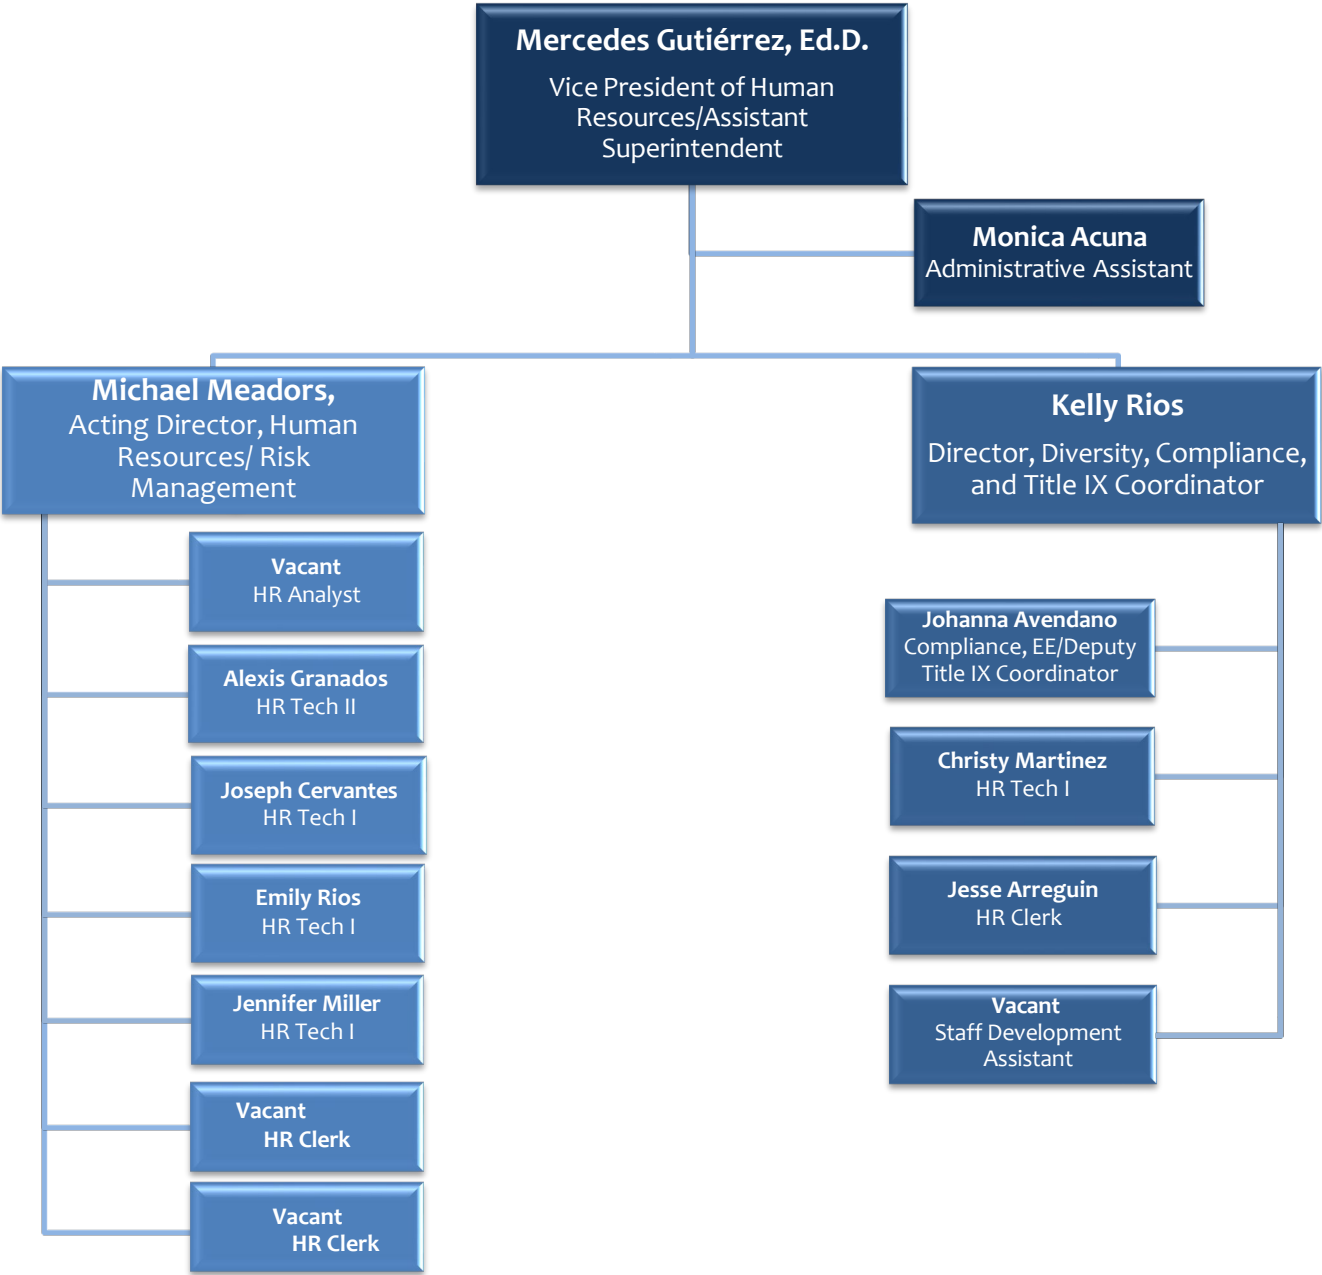 Mercedes Gutiérrez, Ed.D.
Vice President of Human
Resources/Assistant
Superintendent
Monica Acuna
Administrative Assistant
Michael Meadors,
Acting Director, Human
Resources/ Risk
Management
Vacant
HR Analyst
Alexis Granados
HR Tech II
Joseph Cervantes
HR Tech I
Emily Rios
HR Tech I
Jennifer Miller
HR Tech I
Vacant
HR Clerk
Vacant
HR Clerk
Kelly Rios
Director, Diversity, Compliance,
and Title IX Coordinator
Johanna Avendano
Compliance, EE/Deputy
Title IX Coordinator
Christy Martinez
HR Tech I
Jesse Arreguin
HR Clerk
Vacant
Staff Development
Assistant